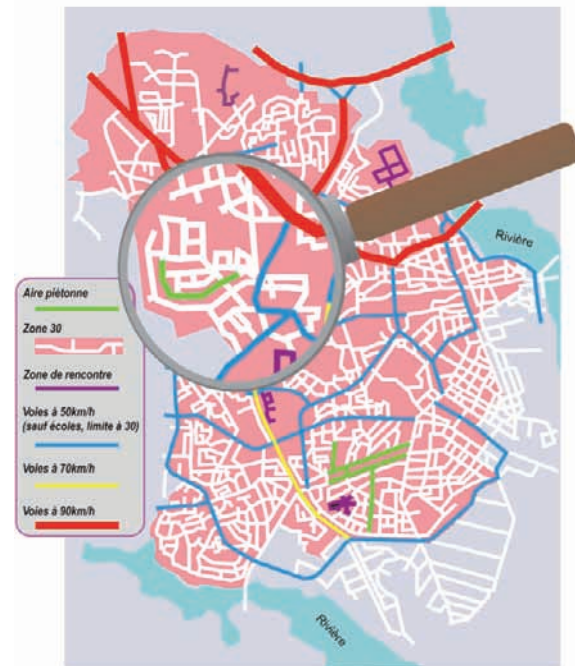 Rivière
Aire piétonne
Zone 30
Zone de rencontre
Voies à 50km/h
(sauf écoles, limite à 30)
Voies à 70km/h
Voies à 90km/h
Rivière